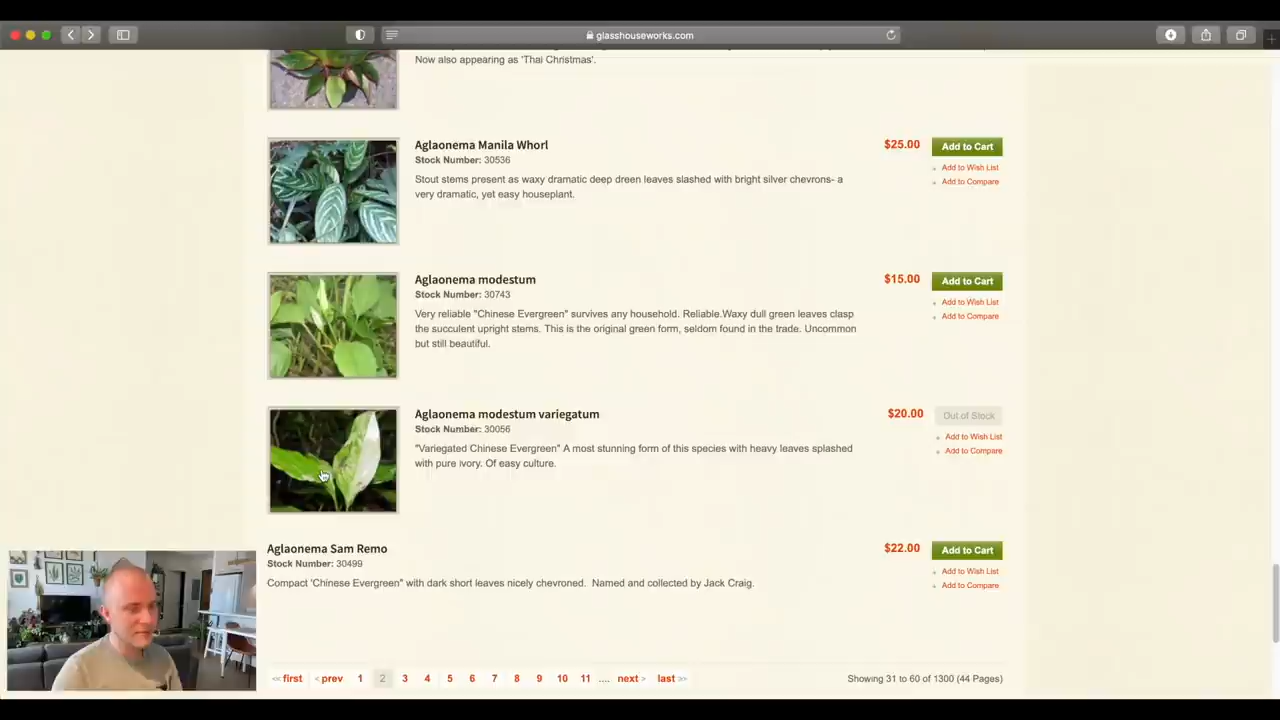 glasshouseworks.com
Now also appearing as 'Thai Christmas'.
Aglaonema Manila Whorl
$25.00
Add to Cart
Stock Number: 30536
Add to Wish List
Stout stems present as waxy dramatic deep dreen leaves slashed with bright silver chevrons- a
Add to Compare
very dramatic, yet easy houseplant.
Aglaonema modestum
$15.00
Add to Cart
Stock Number: 30743
Add to Wish List
Very reliable "Chinese Evergreen" survives any household. Reliable.Waxy dull green leaves clasp
Add to Compare
the succulent upright stems. This is the original green form, seldom found in the trade. Uncommon
but still beautiful.
Aglaonema modestum variegatum
$20.00
Out of Stock
Stock Number: 30056
Add to Wish List
"Variegated Chinese Evergreen" A most stunning form of this species with heavy leaves splashed
Add to Compare
with pure ivory. Of easy culture.
Aglaonema Sam Remo
$22.00
Add to Cart
Stock Number: 30499
Add to Wish List
Compact 'Chinese Evergreen" with dark short leaves nicely chevroned. Named and collected by Jack Craig.
Add to Compare
<< first < prev 1 2 3 4 5 6 7 8 9 10 11 .... next > last >>
Showing 31 to 60 of 1300 (44 Pages)